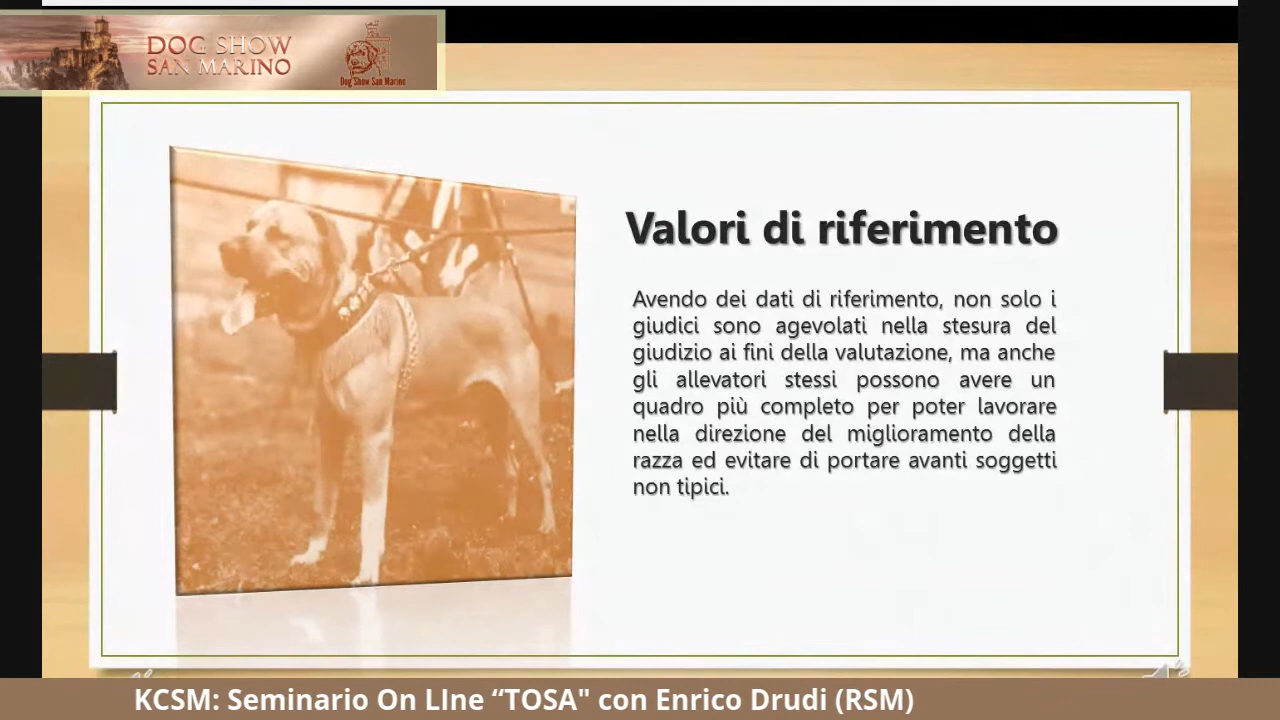 DOG SHOW
SAN MARINO
Dog Show San Marino
Valori di riferimento
Avendo dei dati di riferimento, non solo i
giudici sono agevolati nella stesura del
giudizio ai fini della valutazione, ma anche
gli allevatori stessi possono avere un
quadro più completo per poter lavorare
nella direzione del miglioramento della
razza ed evitare di portare avanti soggetti
non tipici.
KCSM: Seminario On LIne “TOSA" con Enrico Drudi (RSM)